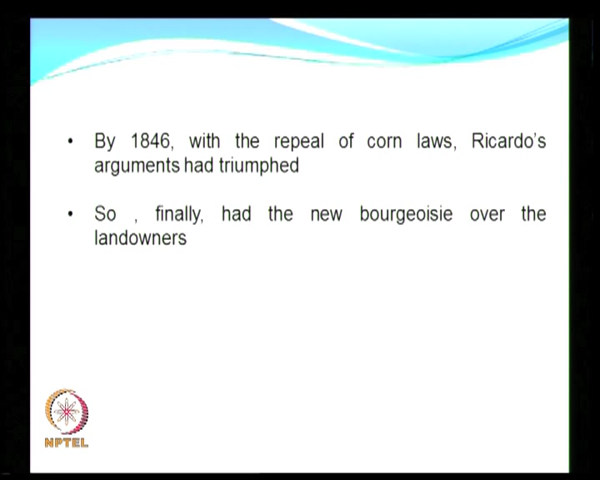 • By 1846, with the repeal of corn laws, Ricardo's
arguments had triumphed
• So , finally, had the new bourgeoisie over the
landowners
NPTEL